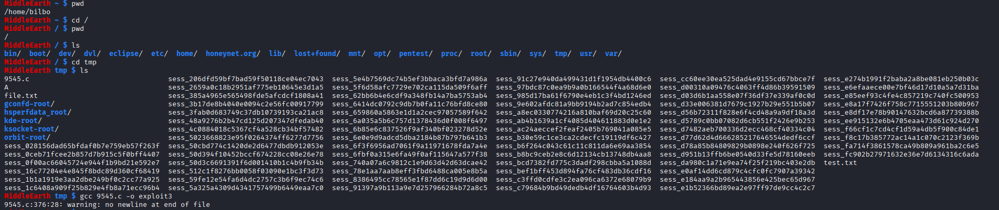 MiddleEarth ~ $ pwd
/home/bilbo
MiddleEarth ~ $ cd /
MiddleEarth / $ pwd
/
MiddleEarth / $ ls
bin/  boot/  dev/  dvl/  eclipse/  etc/  home/  honeynet.org/  lib/  lost+found/  mnt/  opt/  pentest/  proc/  root/  sbin/  sys/  tmp/  usr/  var/
MiddleEarth / $ cd tmp
MiddleEarth tmp $ ls
9545.c  sess_206dfd59bf7bad59f50118ce04ec7043  sess_5e4b7569dc74b5ef3bbaca3bfd7a986a  sess_91c27e940da499431d1f1954db4400c6  sess_cc60ee30ea525dad4e9155cd67bbce7f  sess_e274b1991f2baba2a8be081eb250b03c
A  sess_2659a0c18b2951af775eb10645e3d1a5  sess_5f6d58afc7729e702ca115da509f6aff  sess_97bdc87c0ea9b9a0b166544f4a68d6e0  sess_d00310a09476c4063ff4d86b39591509  sess_e6efaaece00e7bf46d17d10a5a7d31ba
file.txt  sess_385a4965e565498fde5afcdcf1808a41  sess_62bb6b4e6cdf9a348fb14a7ba5753ab4  sess_985d17ba61f6790e4eb1c3f4bd1246ed  sess_d03d6b1aa558e07f36df37e339af0c0d  sess_e85eef93c4fe4c857219c740fc500953
gconfd-root/  sess_3b17de8b4040e0094c2e56fc00917799  sess_6414dc0792c9db7b0fa11c76bfd8ce80  sess_9e602afdc81a9bb9194b2ad7c854edb4  sess_d33e006381d7679c1927b29e551b5b07  sess_e8a17f7426f758c7715551203b80b967
hsperfdata_root/  sess_3fab0d683749c37db10739193ca21ac8  sess_659860a5863e1d1a2cec97057589f642  sess_a8ec0330774216a810baf69d20c25c60  sess_d56b72311f828e6f4cd48a9a9df18a3d  sess_e8df17e78b90147632bcd6a87739388b
kde-root/  sess_48a9276b2b47cd125d207347dfedab40  sess_6a035a5b6c757d1378436d0f008f6497  sess_ab4b1639a1cf4085d404611883d0e1e2  sess_d5789c0bb07082d6cb551f2426e9b253  sess_ee915132e6b4705eaa473d61c924d270
ksocket-root/  sess_4c0884018c5367cf4a528cb34bf57482  sess_6b85e6c837526f9af340bf023278d52e  sess_ac24aeccef2feaf2405b769041a085e5  sess_d7482aeb700336d2ecc468cf40334c04  sess_f66cf1c7cd4cf1d59a4db5f900c84de1
orbit-root/  sess_5023668823e95f0264374ff6277d7756  sess_6e0e9d9adcd5dba2184b87b797b641b3  sess_b30e59c1ce3ca2cdecfc19119df6c427  sess_d77d62d4d666285217646554dedf6ccf  sess_f8c17b385772ac14a1c070c2123f369b
sess_028156dad65bfdaf0b7e759eb57f263f  sess_50cbd774c1420de2d6477dbdb912053e  sess_6f3f6956ad7061f9a11971678fda7a4e  sess_b6f264c043c61c11c811da6e69aa3854  sess_d78a85b84809829b0898e240f626f725  sess_fa714f3861578ca49b809a961ba2c6e5
sess_0ceb71fcee2b857d7b915c5f0bff4407  sess_50d394f10452bccf674228cc08e26e78  sess_6fbf0a315e6fa49f0af115647a577f38  sess_b8bc9ceb2e8c6d12134cb13748db4aa8  sess_d951b13ffb6be0540d33fe5d78160eeb  sess_fc902b27971632e36e7d6134316c6ada
sess_0f00ac66045724e944f1b9bd21e592e7  sess_50d3c6691391f6d001410b1c4b9fb34b  sess_740a07a6c9812c1e9d63d42d63dcae42  sess_bcd7382fd775c3dadf298cbba5a1088d  sess_da980c1a71e9ea74f25f219bc403e2db  test.txt
sess_16c77204e4e845f8bdc89d360cf68419  sess_512c1f8276bb0058f03090e1bc3f3d73  sess_78e1aa7aab8eff3fbd6488ca005e8b5a  sess_bef1bff453d894fa76cf483db36cdf16  sess_e0af14dd6cd879c4cfc0fc7907a39342
sess_1b1a1919e3aa2dbe249bf0c2cc77a925  sess_59fe12e54fa6d4dc2757c3b6f9ec74c6  sess_8386495cc78565e1f87dd6c19d9d6d00  sess_c3ffd0cdfe3c2ea096ca6372e68079b9  sess_e184aa9a2b965443856e425bec65d967
sess_1c6408a909f25b829e4fb8a71ecc96b4  sess_5a325a4309d4341757499b6449eaa7c0  sess_91397a9b113a9e7d257966284b72a8c5  sess_c79684b9bd49dedb4df16764603b4d93  sess_e1b52366bd89ea2e97ff97de9cc4c2c7
MiddleEarth tmp $ gcc 9545.c -o exploit3
9545.c:376:28: warning: no newline at end of file